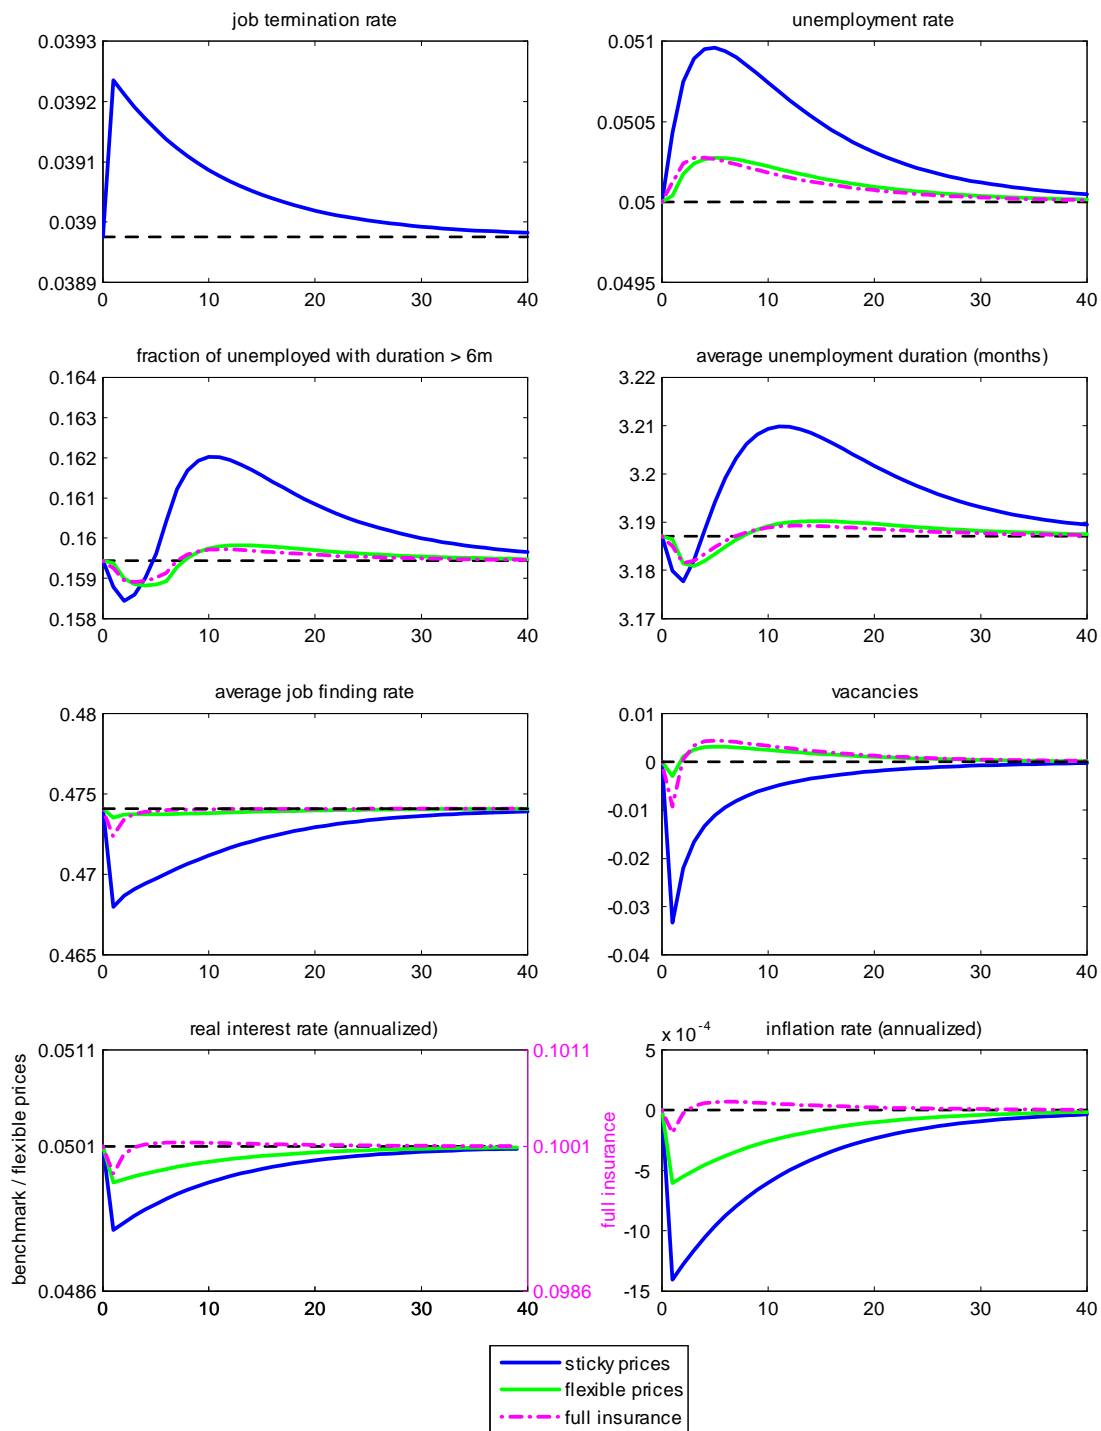 job termination rate
0.0393
0.0392
0.0391
0.039
0.0389
0 10 20 30 40
unemployment rate
0.051
0.0505
0.05
0.0495
0 10 20 30 40
fraction of unemployed with duration > 6m
0.164
0.163
0.162
0.161
0.16
0.159
0.158
0 10 20 30 40
average unemployment duration (months)
3.22
3.21
3.2
3.19
3.18
3.17
0 10 20 30 40
average job finding rate
0.48
0.475
0.47
0.465
0 10 20 30 40
vacancies
0.01
0
-0.01
-0.02
-0.03
-0.04
0 10 20 30 40
real interest rate (annualized)
benchmark / flexible prices
0.0511
0.0501
0.0486
0.1011
0.1001
0.0986
full insurance
0 10 20 30 40
inflation rate (annualized)
x 10^-4
5
0
-5
-10
-15
0 10 20 30 40
sticky prices
flexible prices
full insurance